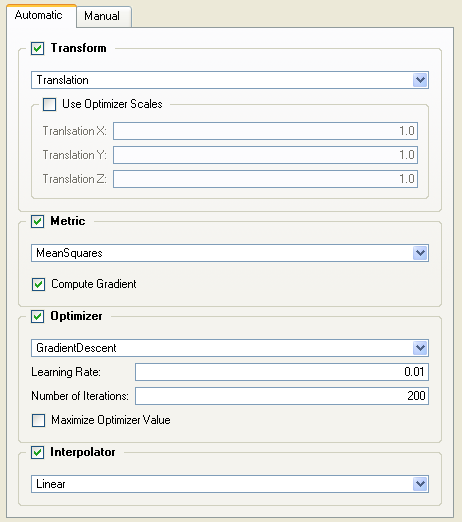 Automatic Manual
Transform
Translation
Use Optimizer Scales
Tranlsation X: 1.0
Translation Y: 1.0
Translation Z: 1.0
Metric
MeanSquares
Compute Gradient
Optimizer
GradientDescent
Learning Rate: 0.01
Number of Iterations: 200
Maximize Optimizer Value
Interpolator
Linear